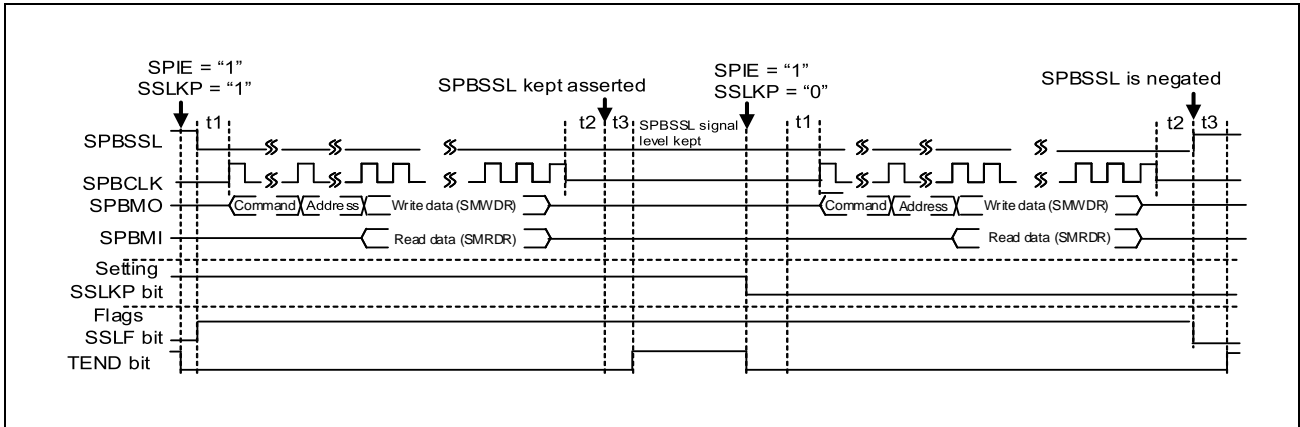 SPIE = “1”
SSLKP = “1”
SPBSSL kept asserted
SPIE = “1”
SSLKP = “0”
SPBSSL is negated
t1
t2
t3
SPBSSL signal
level kept
t1
t2
t3
SPBSSL
SPBCLK
SPBMO
Command
Address
Write data (SMWDR)
Command
Address
Write data (SMWDR)
SPBMI
Read data (SMRDR)
Read data (SMRDR)
Setting
SSLKP bit
Flags
SSLF bit
TEND bit